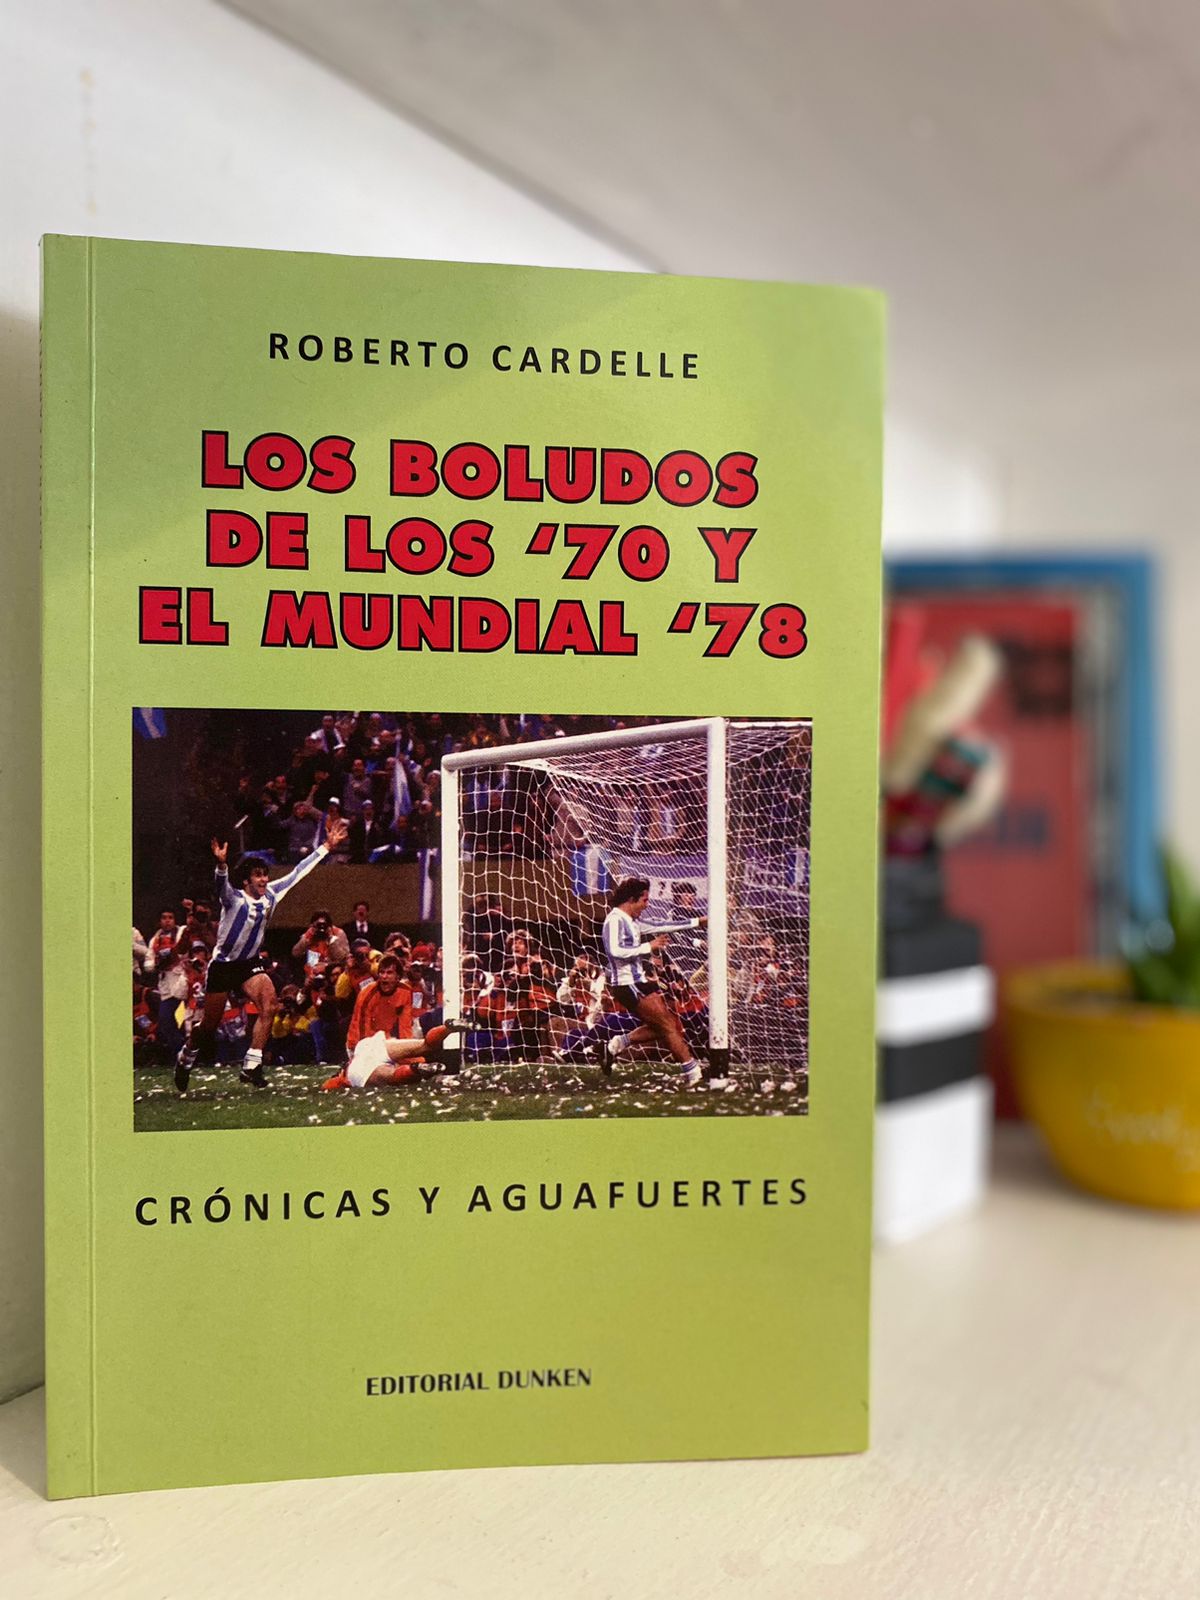 ROBERTO CARDELLE
LOS BOLUDOS
DE LOS '70 Y
EL MUNDIAL '78
CRÓNICAS Y AGUAFUERTES
EDITORIAL DUNKEN